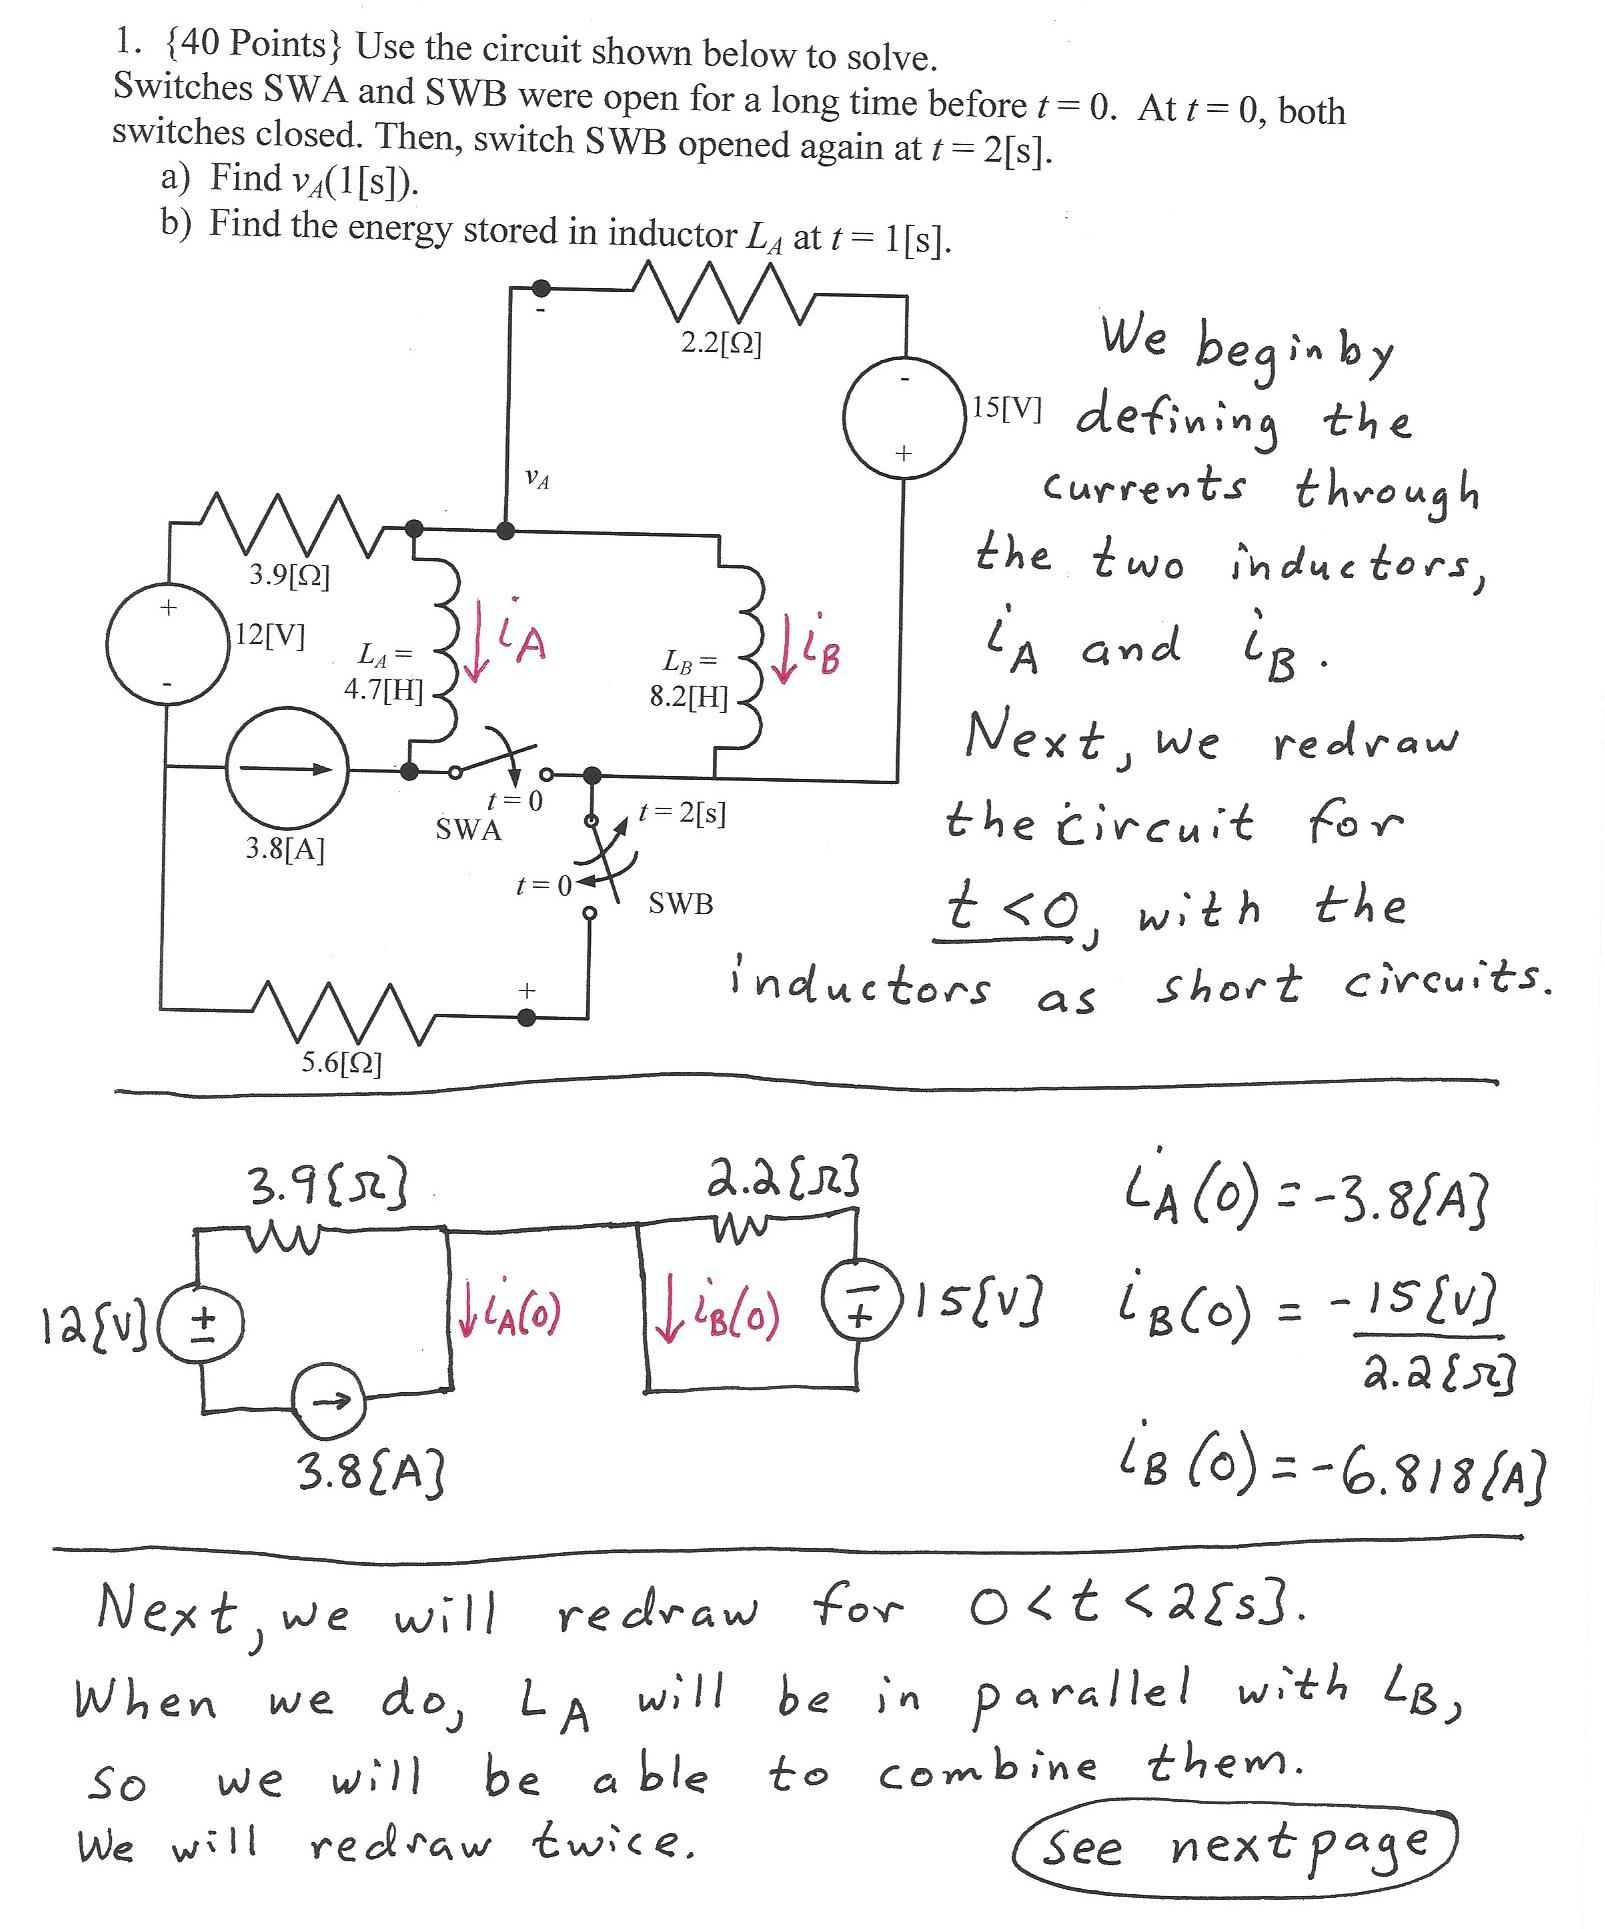 1. {40 Points} Use the circuit shown below to solve.
Switches SWA and SWB were open for a long time before t = 0. At t = 0, both
switches closed. Then, switch SWB opened again at t = 2[s].
a) Find vA(1[s]).
b) Find the energy stored in inductor LA at t = 1[s].
-
2.2[Ω]
-
15[V]
+
vA
3.9[Ω]
+
12[V]
-
LA =
4.7[H]
iA
LB =
8.2[H]
iB
t = 0
SWA
3.8[A]
t = 2[s]
t = 0
SWB
+
5.6[Ω]
We begin by
defining the
currents through
the two inductors,
iA and iB.
Next, we redraw
the circuit for
t <0, with the
inductors as short circuits.
3.9{Ω}
2.2{Ω}
12{V}
+
-
iA(0)
iB(0)
-
+
15{V}
3.8{A}
iA(0) = -3.8{A}
iB(0) = -15{V}
2.2{Ω}
iB(0) = -6.818{A}
Next, we will redraw for 0<t<2{s}.
When we do, LA will be in parallel with LB,
so we will be able to combine them.
We will redraw twice.
see next page